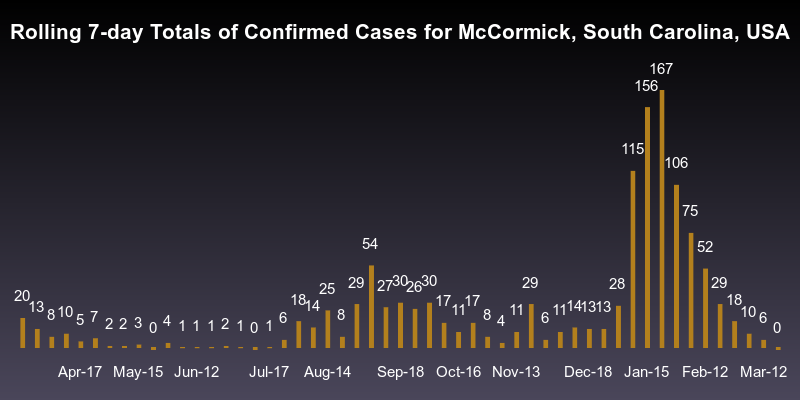 Rolling 7-day Totals of Confirmed Cases for McCormick, South Carolina, USA
20 13 8 10 5 7 2 2 3 0 4 1 1 1 2 1 0 1 6 18 14 25 8 29 54 27 30 26 30 17 11 17 8 4 11 29 6 11 14 13 13 28 115 156 167 106 75 52 29 18 10 6 0
Apr-17 May-15 Jun-12 Jul-17 Aug-14 Sep-18 Oct-16 Nov-13 Dec-18 Jan-15 Feb-12 Mar-12